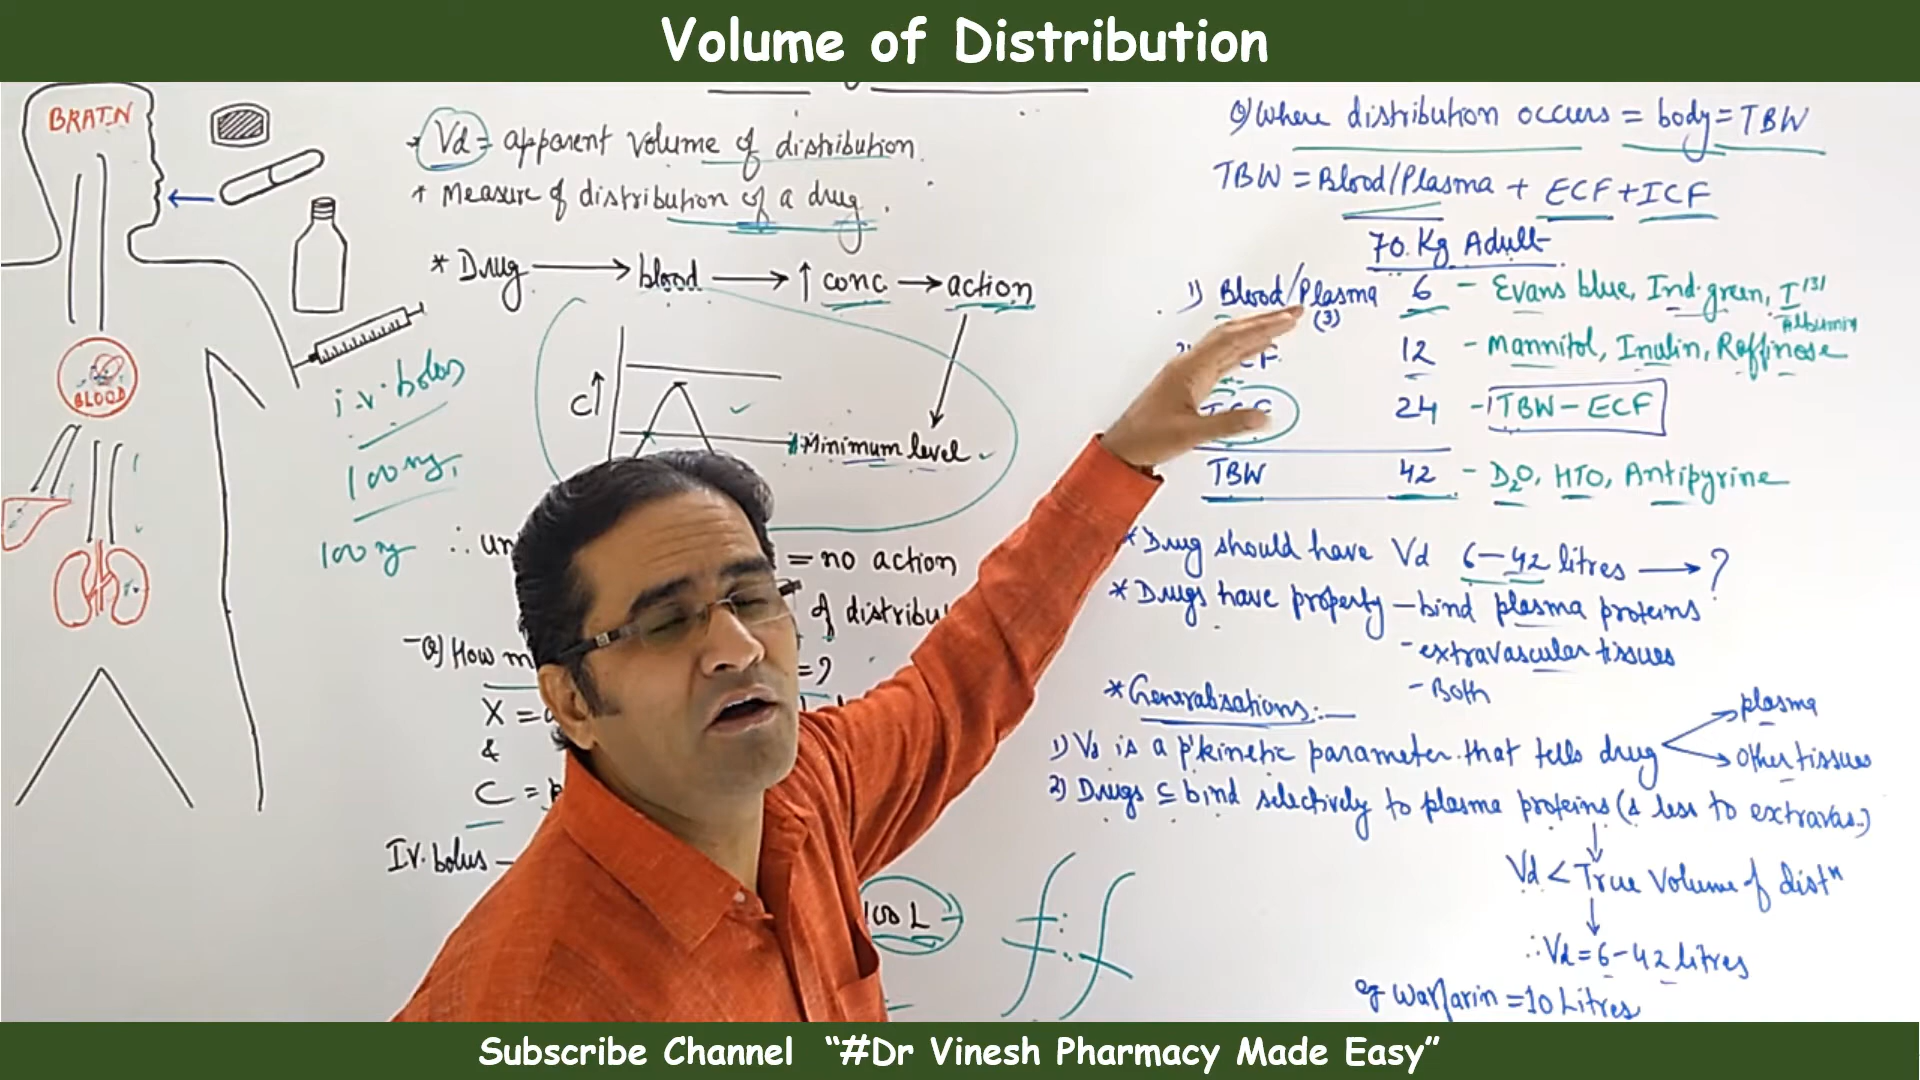 Volume of Distribution
BRAIN
BLOOD
i.v. bolus
100 mg.
100 mg
* Vd = apparent volume of distribution.
* Measure of distribution of a drug.
* Drug → blood → ↑ conc → action
C↑
Minimum level
∴ un
= no action
of distribu
Q) How m
= ?
X = a
&
C = p
I.v. bolus –
100 L
Q) Where distribution occurs = body = TBW
TBW = Blood/Plasma + ECF + ICF
70. Kg Adult
1) Blood/Plasma 6 – Evans blue, Ind. green, I131
(3) Albumin
2) CF 12 – Mannitol, Inulin, Raffinose
ICF 24 – TBW – ECF
TBW 42 – D2O, HTO, Antipyrine
* Drug should have Vd 6–42 litres → ?
* Drugs have property – bind plasma proteins
– extravascular tissues
– Both
* Generalisations:—
plasma
1) Vd is a p'kinetic parameter that tells drug
other tissues
2) Drugs c bind selectively to plasma proteins (& less to extravas.)
↓
Vd < True Volume of distn
↓
∴ Vd = 6–42 litres
eg Warfarin = 10 Litres
Subscribe Channel "#Dr Vinesh Pharmacy Made Easy"